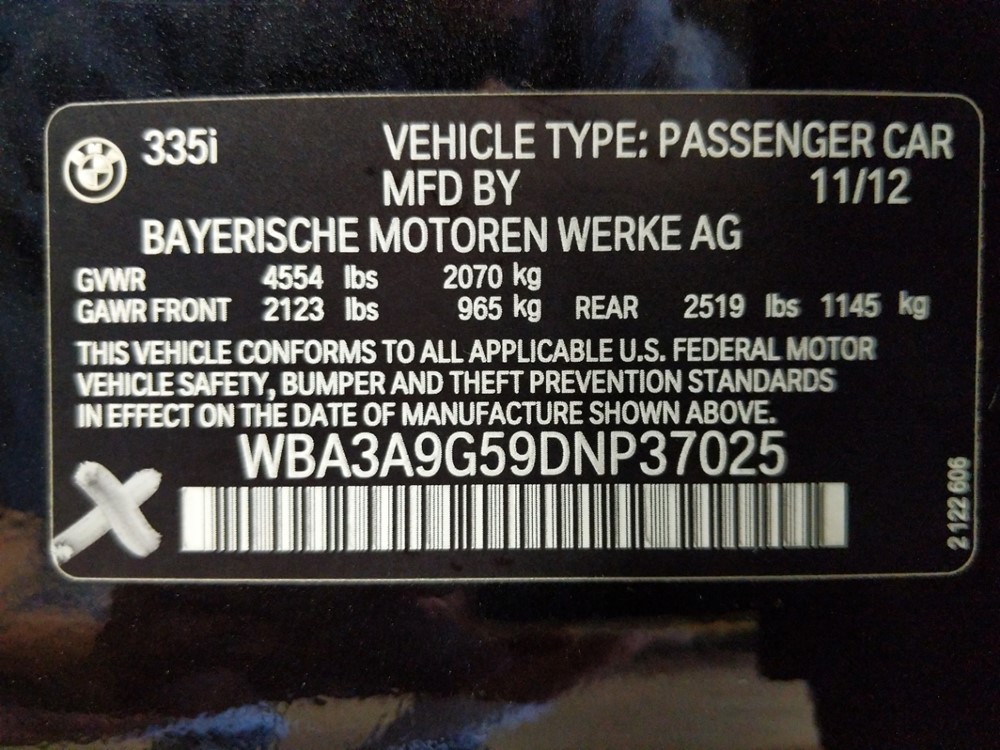 335i VEHICLE TYPE: PASSENGER CAR
MFD BY 11/12
BAYERISCHE MOTOREN WERKE AG
GVWR 4554 lbs 2070 kg
GAWR FRONT 2123 lbs 965 kg REAR 2519 lbs 1145 kg
THIS VEHICLE CONFORMS TO ALL APPLICABLE U.S. FEDERAL MOTOR
VEHICLE SAFETY, BUMPER AND THEFT PREVENTION STANDARDS
IN EFFECT ON THE DATE OF MANUFACTURE SHOWN ABOVE.
WBA3A9G59DNP37025
2 122 606